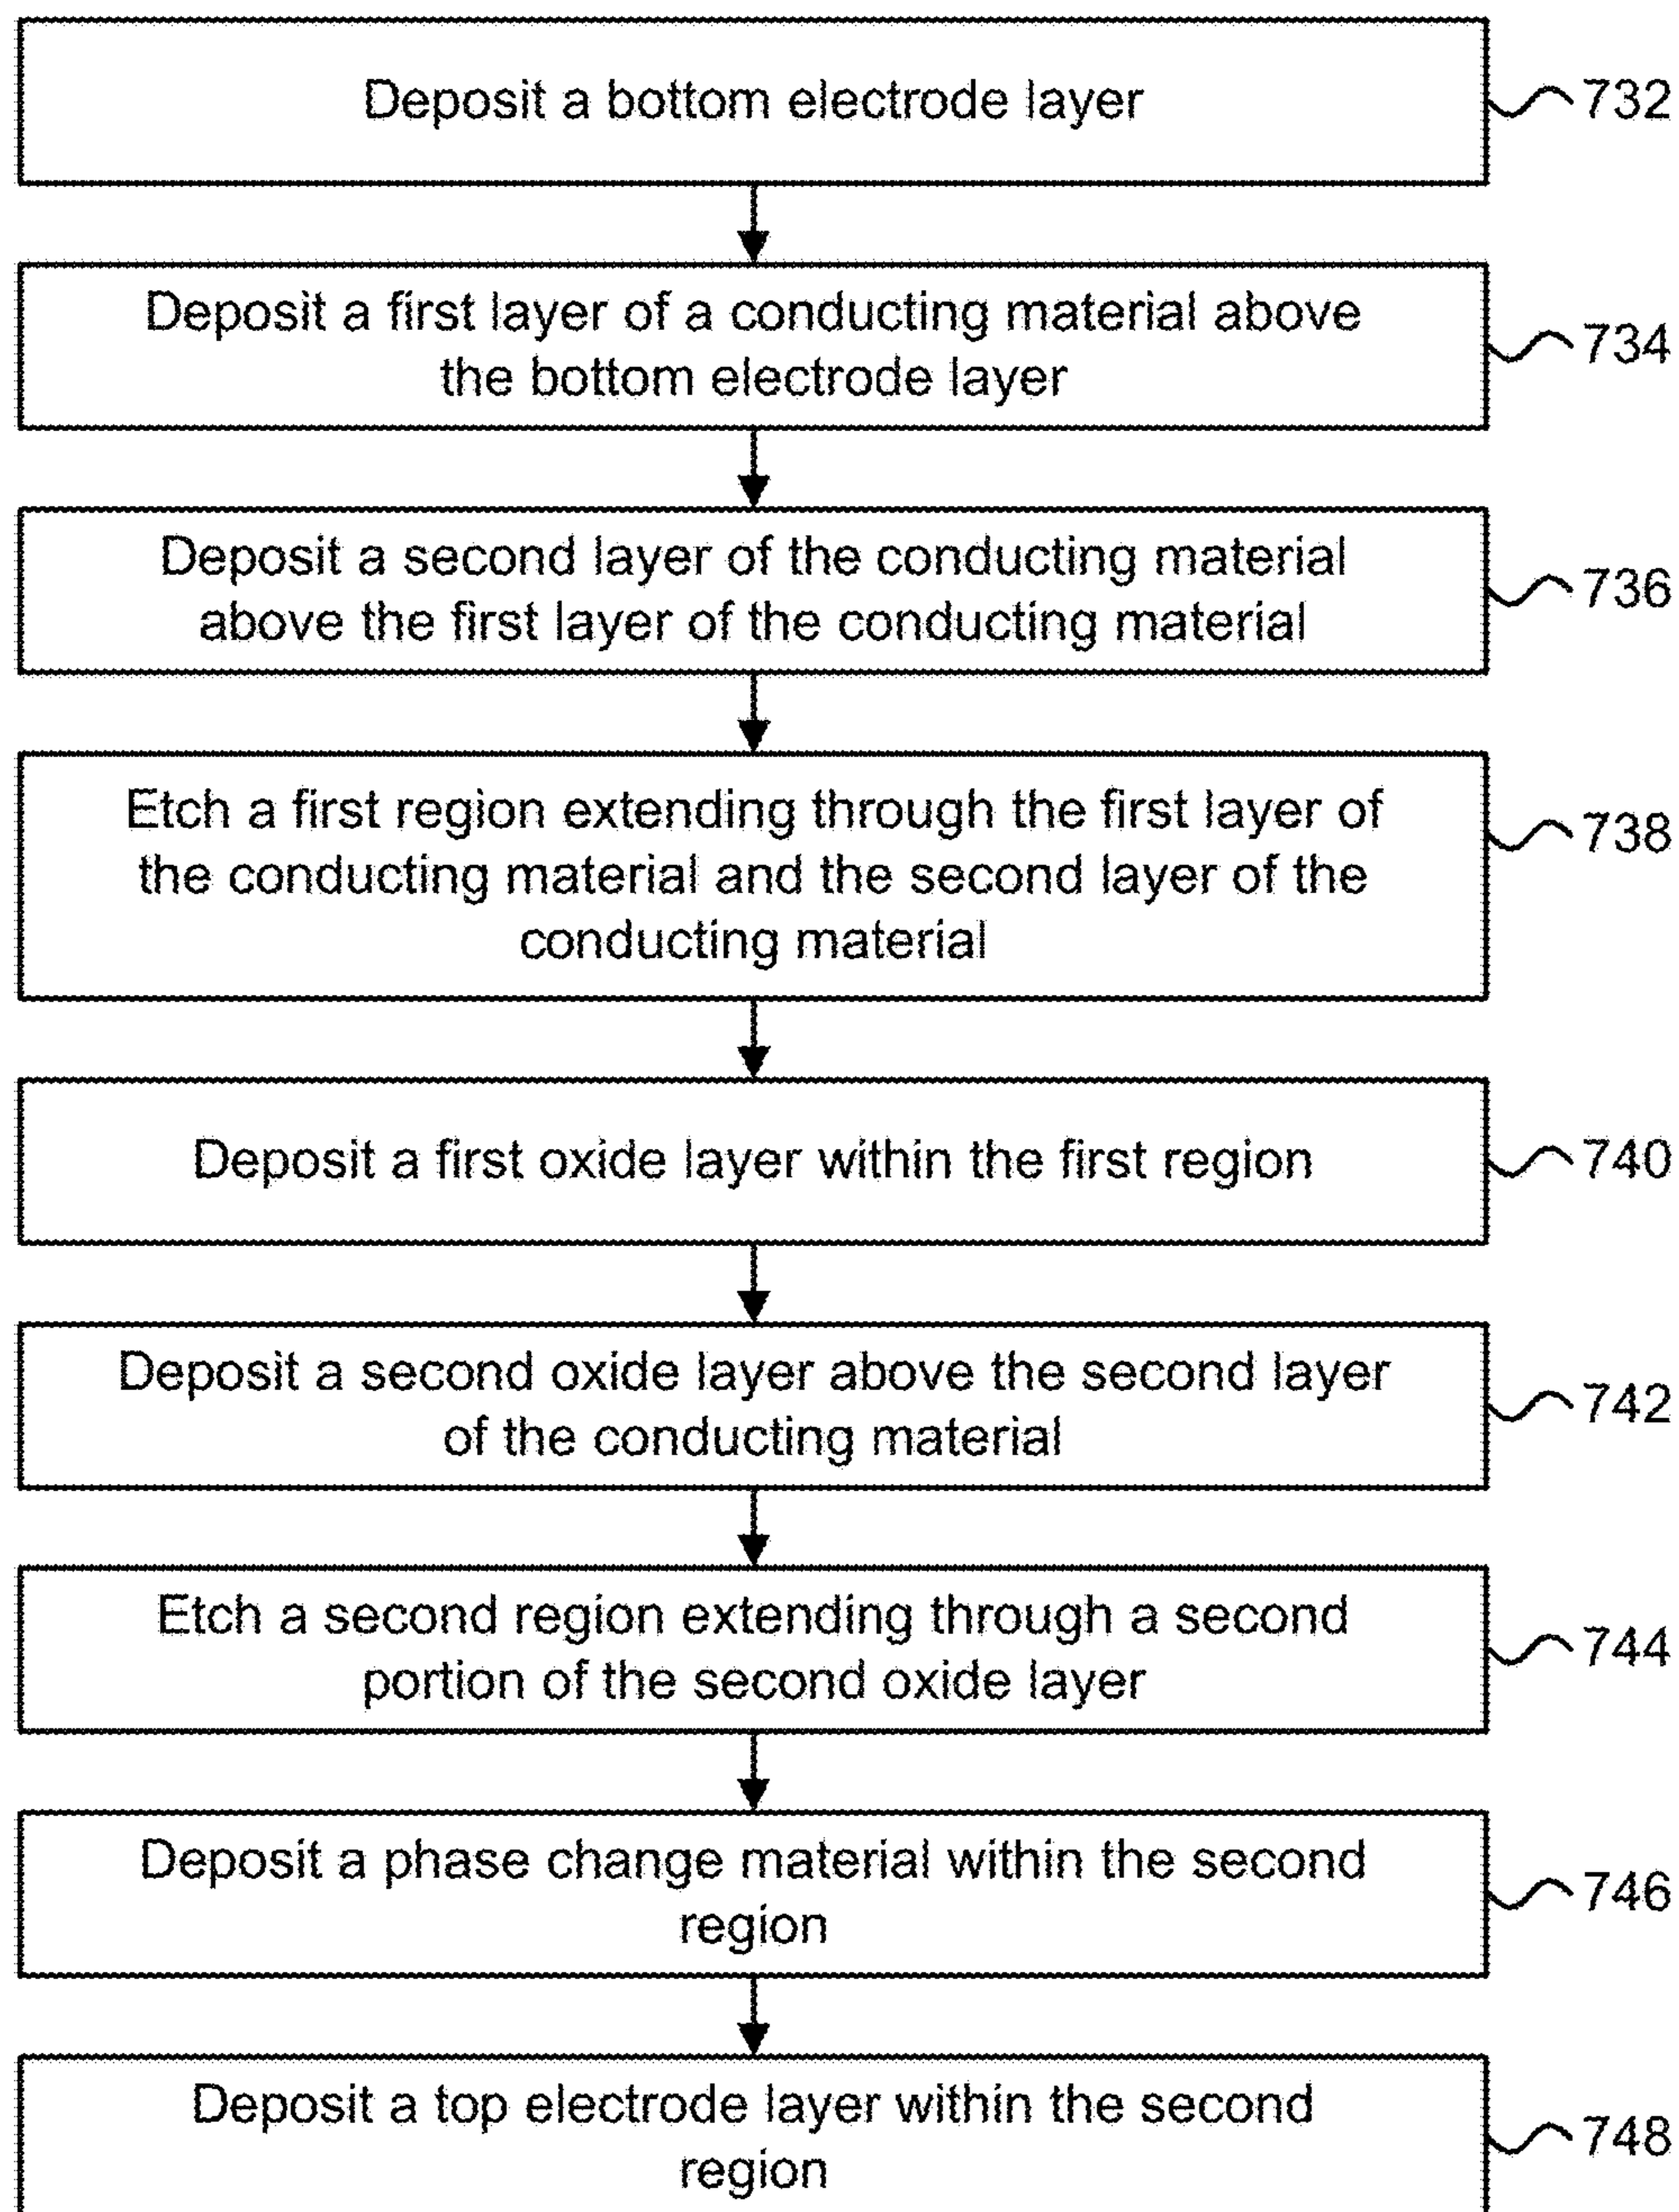 Deposit a bottom electrode layer
732
Deposit a first layer of a conducting material above
the bottom electrode layer
734
Deposit a second layer of the conducting material
above the first layer of the conducting material
736
Etch a first region extending through the first layer of
the conducting material and the second layer of the
conducting material
738
Deposit a first oxide layer within the first region
740
Deposit a second oxide layer above the second layer
of the conducting material
742
Etch a second region extending through a second
portion of the second oxide layer
744
Deposit a phase change material within the second
region
746
Deposit a top electrode layer within the second
region
748